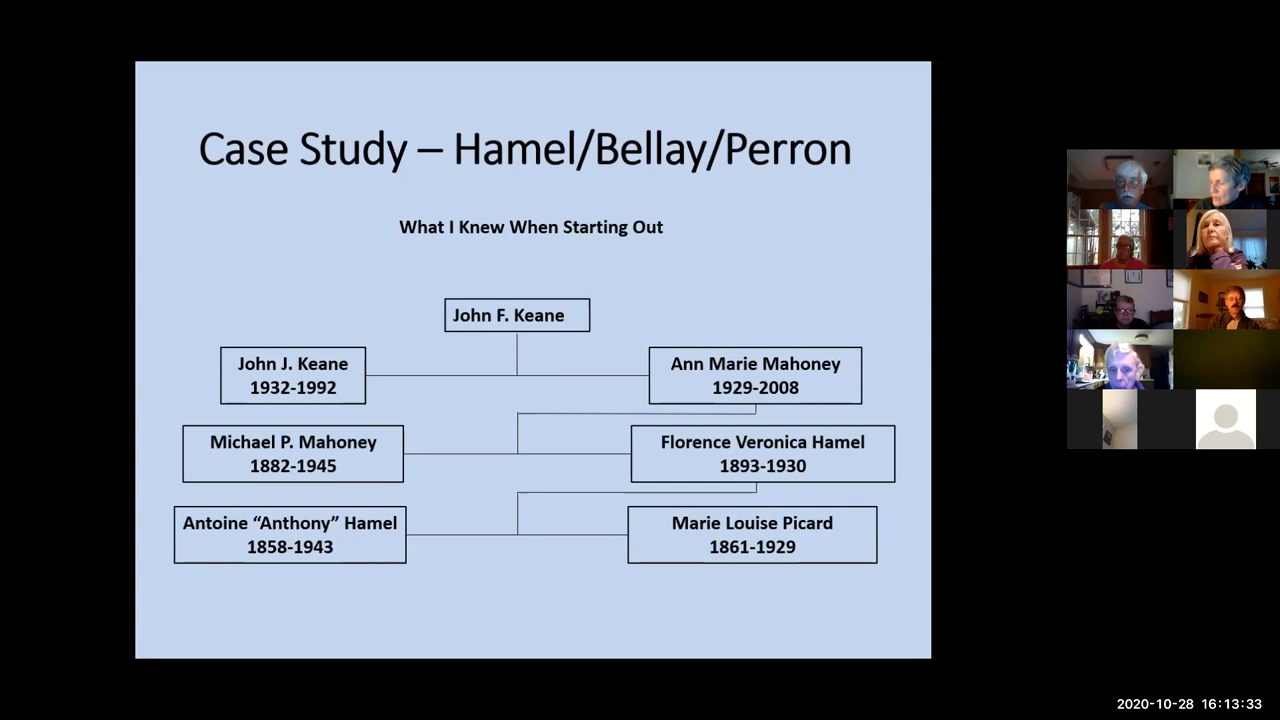 Case Study – Hamel/Bellay/Perron
What I Knew When Starting Out
John F. Keane
John J. Keane
1932-1992
Ann Marie Mahoney
1929-2008
Michael P. Mahoney
1882-1945
Florence Veronica Hamel
1893-1930
Antoine “Anthony” Hamel
1858-1943
Marie Louise Picard
1861-1929
2020-10-28 16:13:33